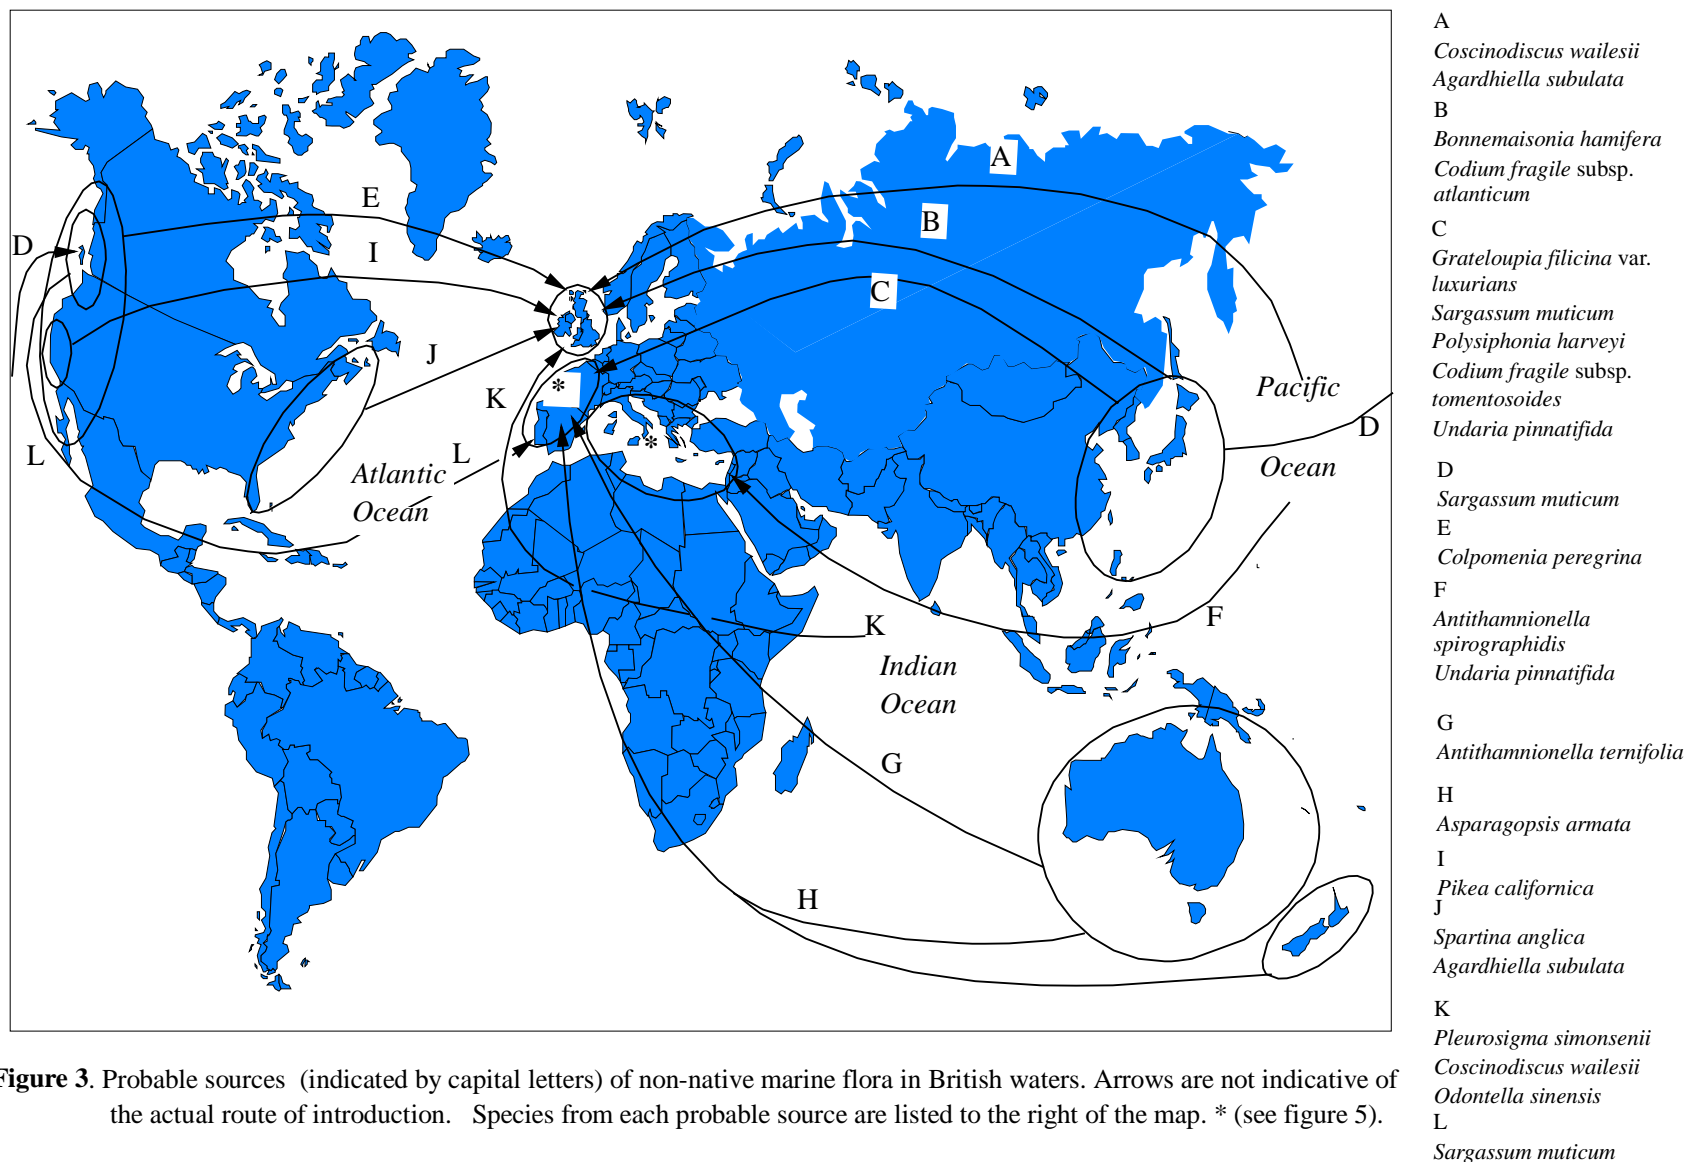 E
I
D
A
B
C
J
K
*
*
L
L
Atlantic
Ocean
Pacific
D
Ocean
F
K
Indian
Ocean
G
H
A
Coscinodiscus wailesii
Agardhiella subulata
B
Bonnemaisonia hamifera
Codium fragile subsp.
atlanticum
C
Grateloupia filicina var.
luxurians
Sargassum muticum
Polysiphonia harveyi
Codium fragile subsp.
tomentosoides
Undaria pinnatifida
D
Sargassum muticum
E
Colpomenia peregrina
F
Antithamnionella
spirographidis
Undaria pinnatifida
G
Antithamnionella ternifolia
H
Asparagopsis armata
I
Pikea californica
J
Spartina anglica
Agardhiella subulata
K
Pleurosigma simonsenii
Coscinodiscus wailesii
Odontella sinensis
L
Sargassum muticum
Figure 3. Probable sources (indicated by capital letters) of non-native marine flora in British waters. Arrows are not indicative of
the actual route of introduction. Species from each probable source are listed to the right of the map. * (see figure 5).